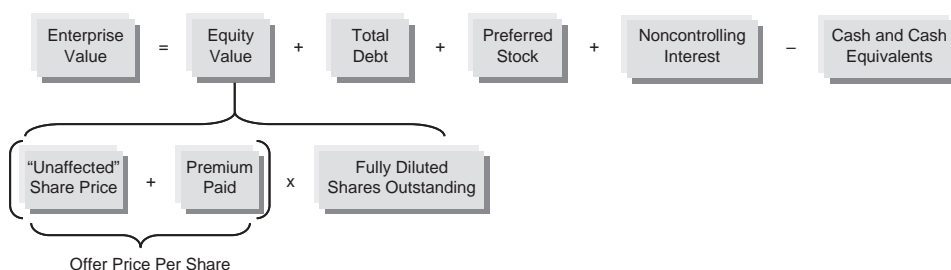 Enterprise
Value
=
Equity
Value
+
Total
Debt
+
Preferred
Stock
+
Noncontrolling
Interest
–
Cash and Cash
Equivalents
“Unaffected”
Share Price
+
Premium
Paid
x
Fully Diluted
Shares Outstanding
Offer Price Per Share